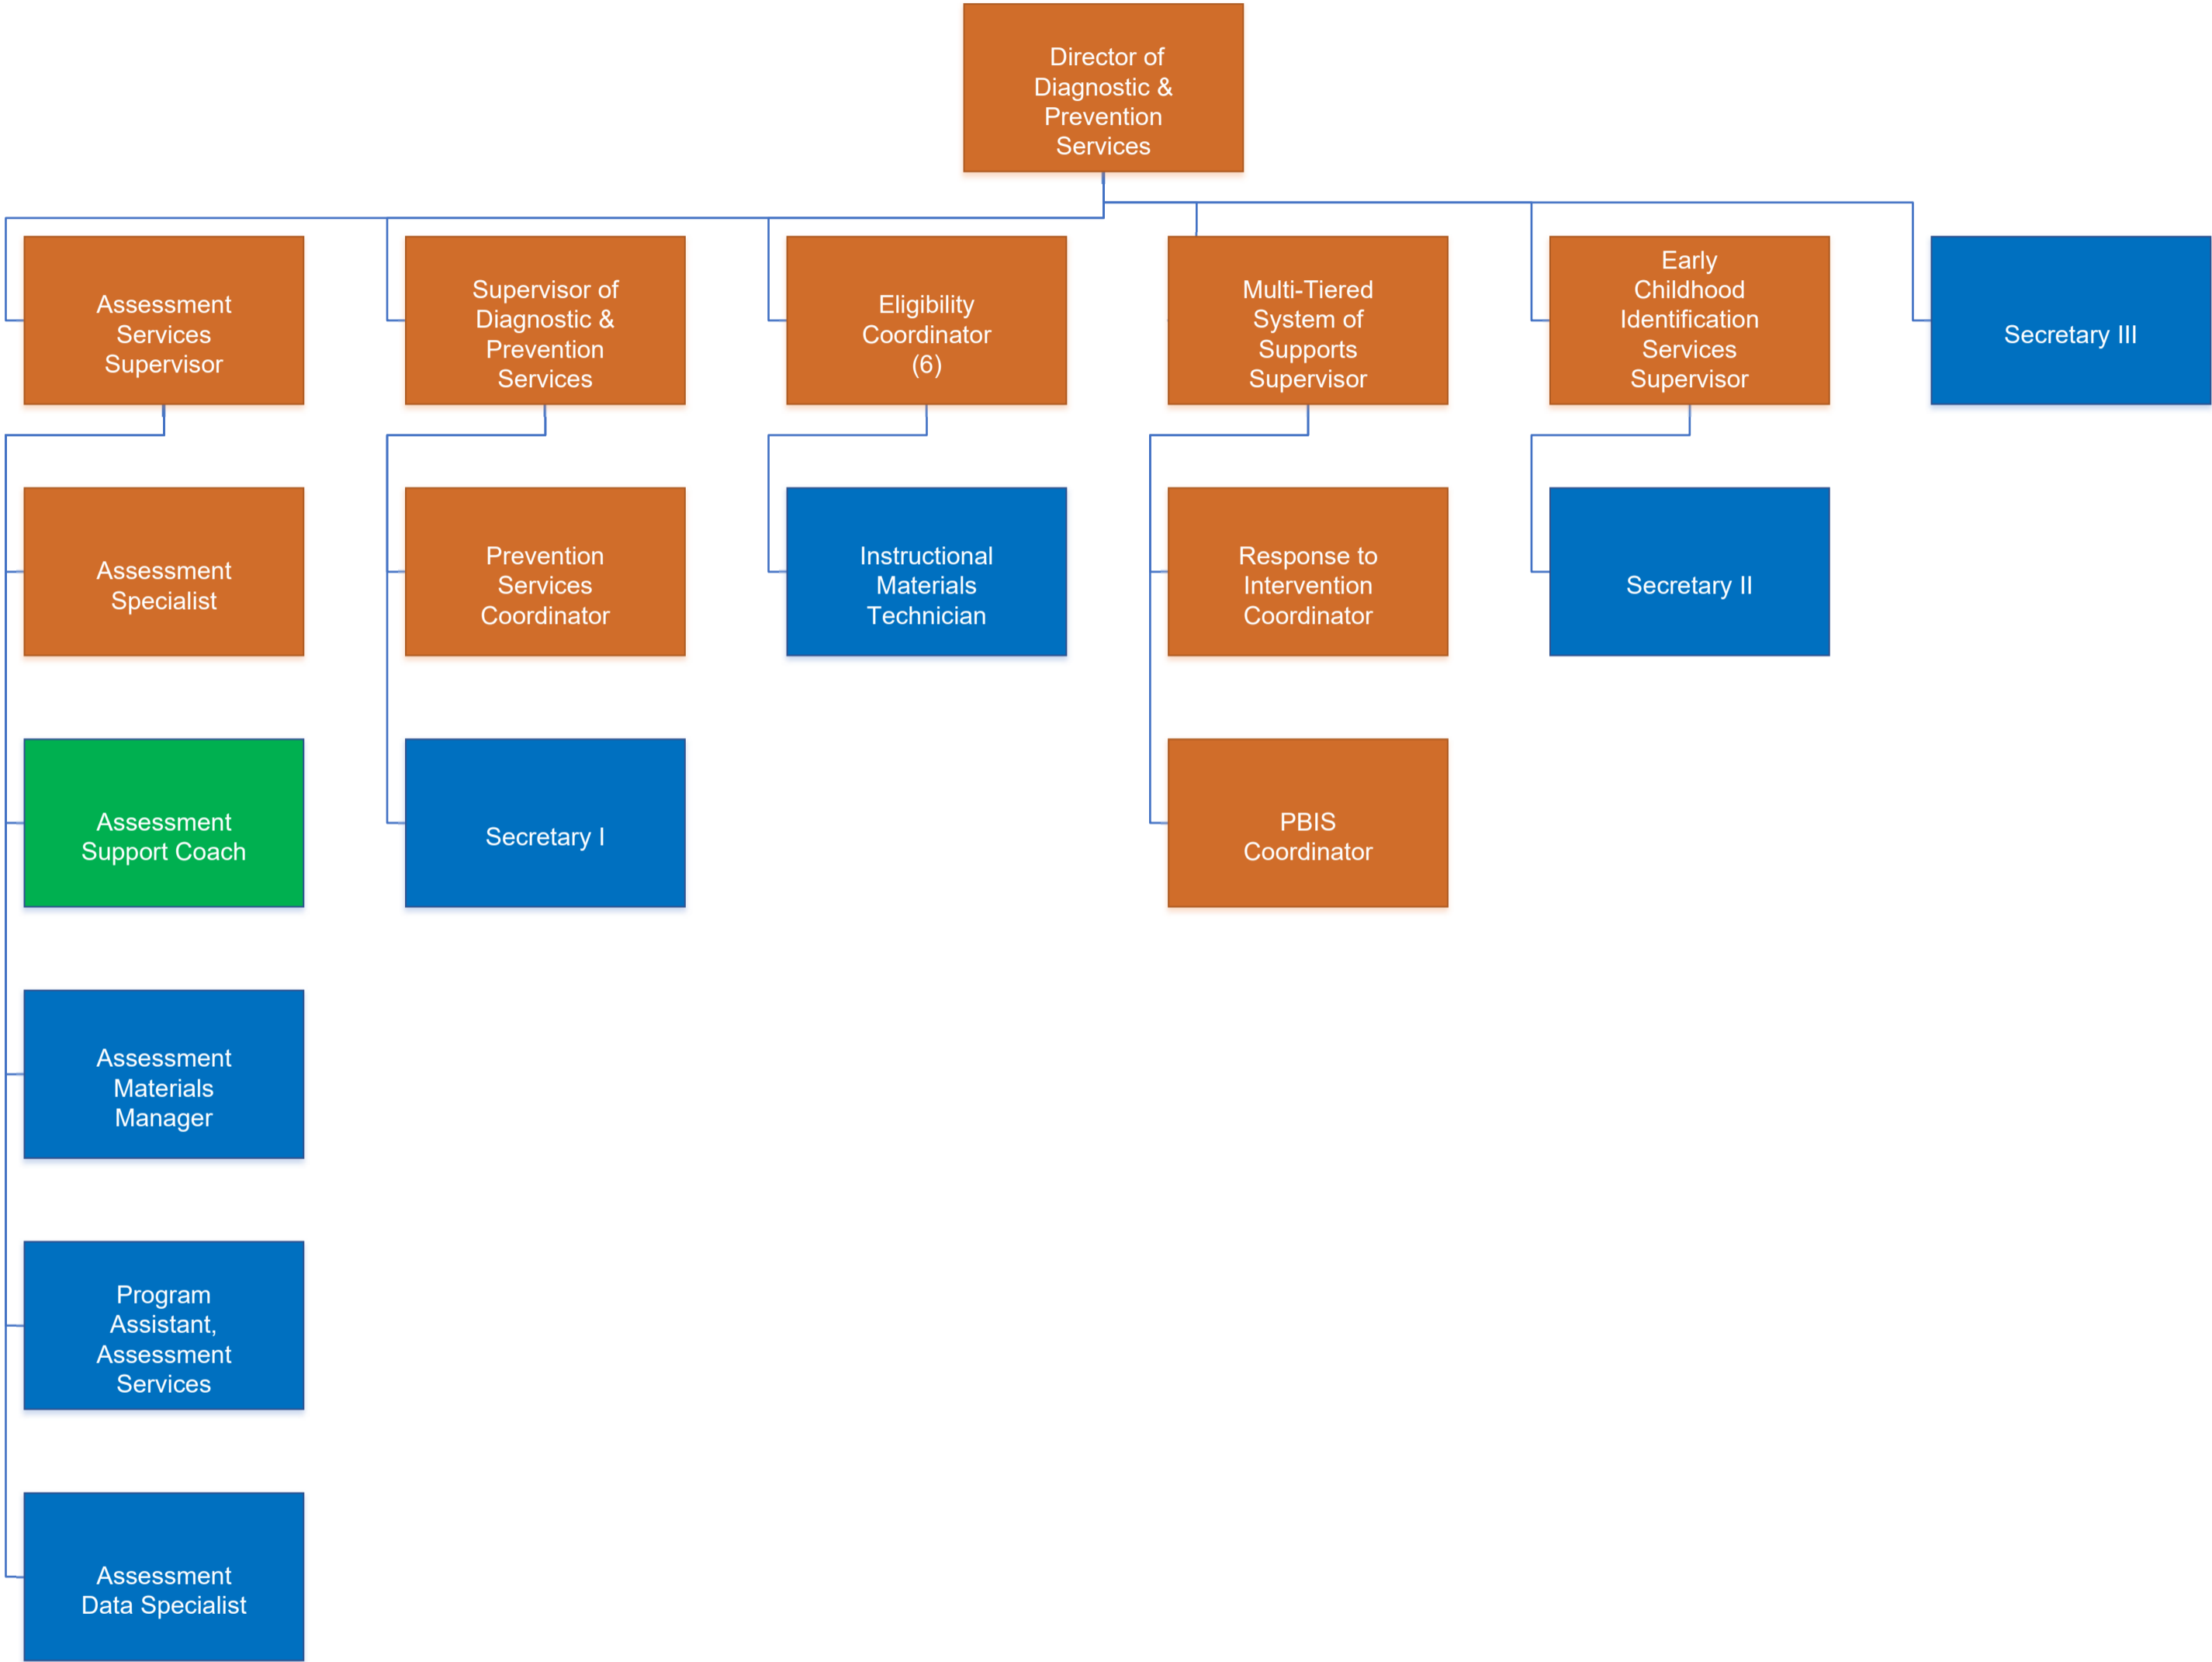 Director of
Diagnostic &
Prevention
Services
Assessment
Services
Supervisor
Supervisor of
Diagnostic &
Prevention
Services
Eligibility
Coordinator
(6)
Multi-Tiered
System of
Supports
Supervisor
Early
Childhood
Identification
Services
Supervisor
Secretary III
Assessment
Specialist
Prevention
Services
Coordinator
Instructional
Materials
Technician
Response to
Intervention
Coordinator
Secretary II
Assessment
Support Coach
Secretary I
PBIS
Coordinator
Assessment
Materials
Manager
Program
Assistant,
Assessment
Services
Assessment
Data Specialist